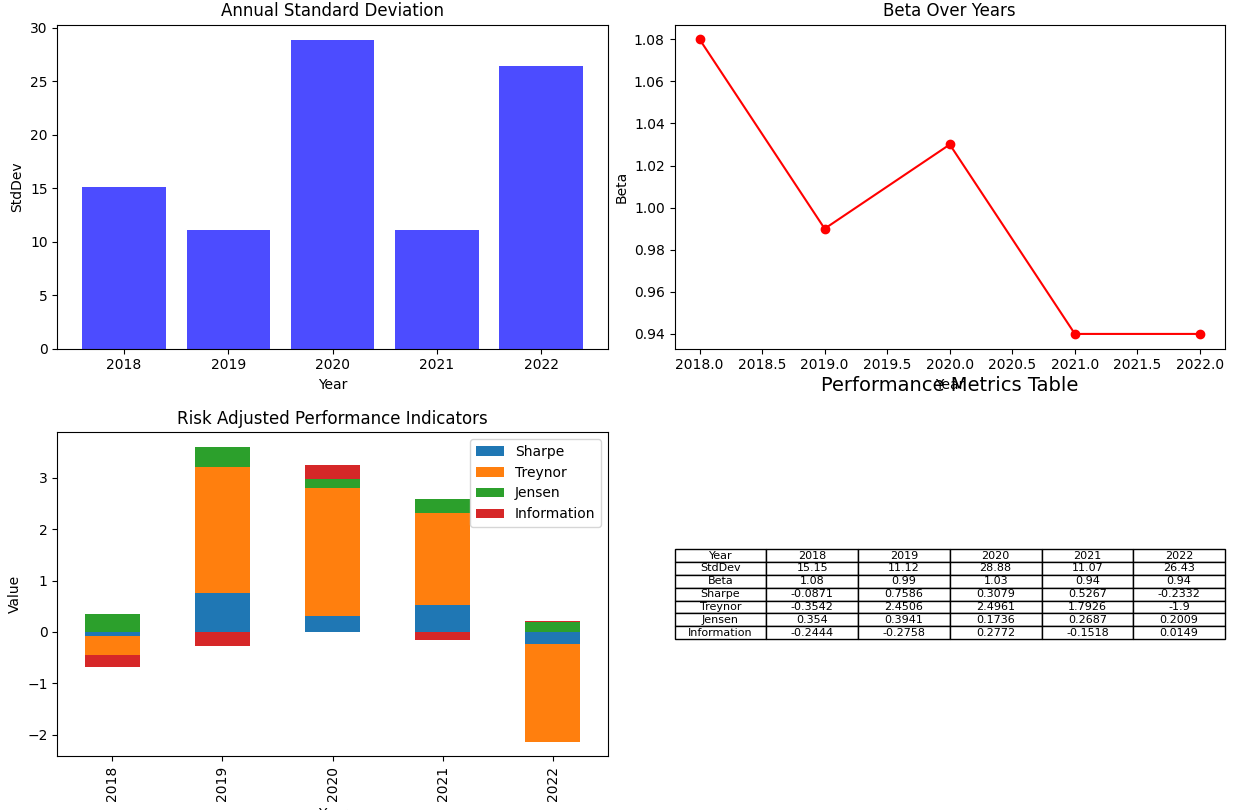 Annual Standard Deviation
30
25
20
15
10
5
0
StdDev
2018 2019 2020 2021 2022
Year
Beta Over Years
1.08
1.06
1.04
1.02
1.00
0.98
0.96
0.94
Beta
2018.0 2018.5 2019.0 2019.5 2020.0 2020.5 2021.0 2021.5 2022.0
Year
Risk Adjusted Performance Indicators
Sharpe
Treynor
Jensen
Information
3
2
1
0
−1
−2
Value
2018 2019 2020 2021 2022
Performance Metrics Table
Year 2018 2019 2020 2021 2022
StdDev 15.15 11.12 28.88 11.07 26.43
Beta 1.08 0.99 1.03 0.94 0.94
Sharpe -0.0871 0.7586 0.3079 0.5267 -0.2332
Treynor -0.3542 2.4506 2.4961 1.7926 -1.9
Jensen 0.354 0.3941 0.1736 0.2687 0.2009
Information -0.2444 -0.2758 0.2772 -0.1518 0.0149